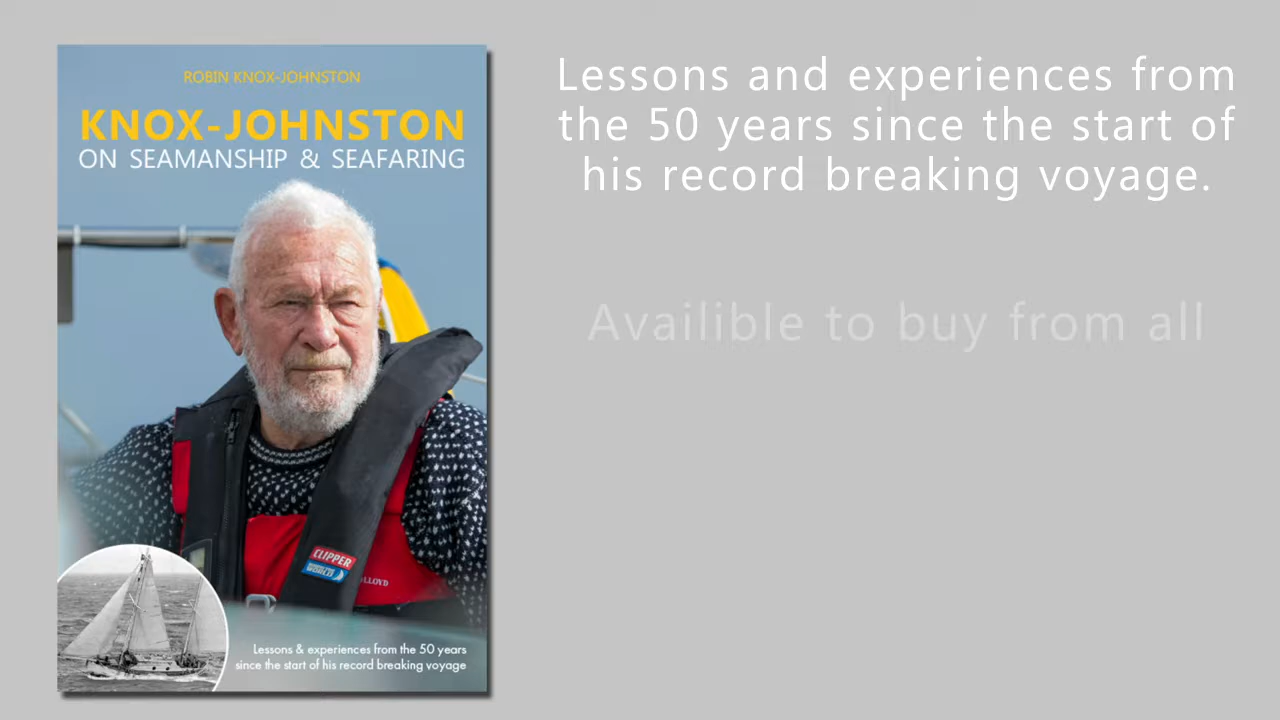 ROBIN KNOX-JOHNSTON
KNOX-JOHNSTON
ON SEAMANSHIP & SEAFARING
CLIPPER
LLOYD
Lessons & experiences from the 50 years
since the start of his record breaking voyage
Lessons and experiences from
the 50 years since the start of
his record breaking voyage.
Availible to buy from all